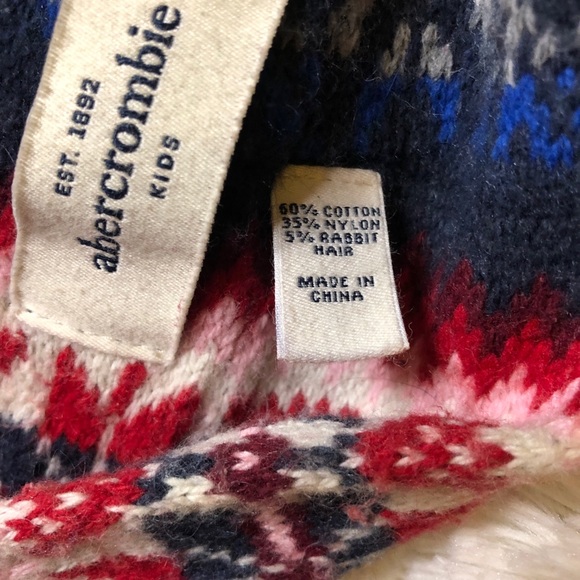 EST. 1892
abercrombie
KIDS
60% COTTON
35% NYLON
5% RABBIT
HAIR
MADE IN
CHINA